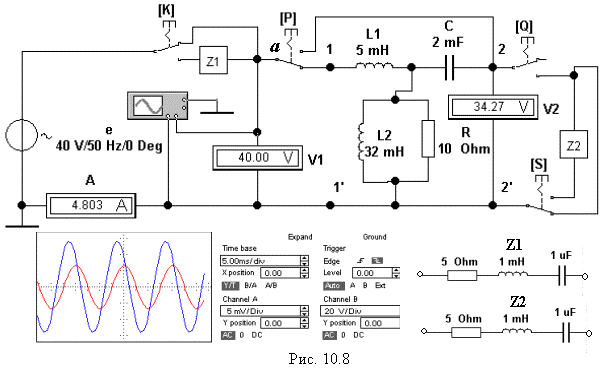 [K]
[P]
[Q]
[S]
Z1
a
1
L1
5 mH
C
2 mF
2
e
40 V/50 Hz/0 Deg
A
4.803 A
40.00 V
V1
L2
32 mH
10
R
Ohm
34.27 V
V2
Z2
1'
2'
Expand
Ground
Time base
5.00ms/div
X position 0.00
Y/T B/A A/B
Trigger
Edge
Level 0.00
Auto A B Ext
Channel A
5 mV/Div
Y position 0.00
AC 0 DC
Channel B
20 V/Div
Y position 0.00
AC 0 DC
Z1
5 Ohm 1 mH 1 uF
Z2
5 Ohm 1 mH 1 uF
Рис. 10.8